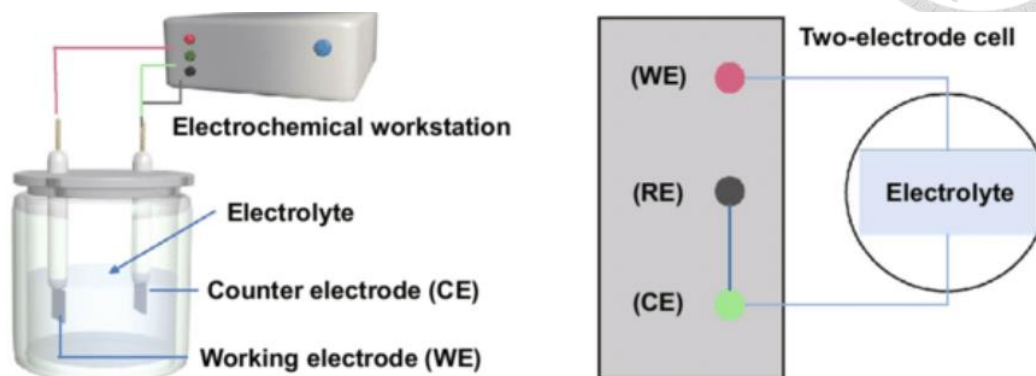 Electrochemical workstation
Electrolyte
Counter electrode (CE)
Working electrode (WE)
Two-electrode cell
(WE)
(RE)
(CE)
Electrolyte